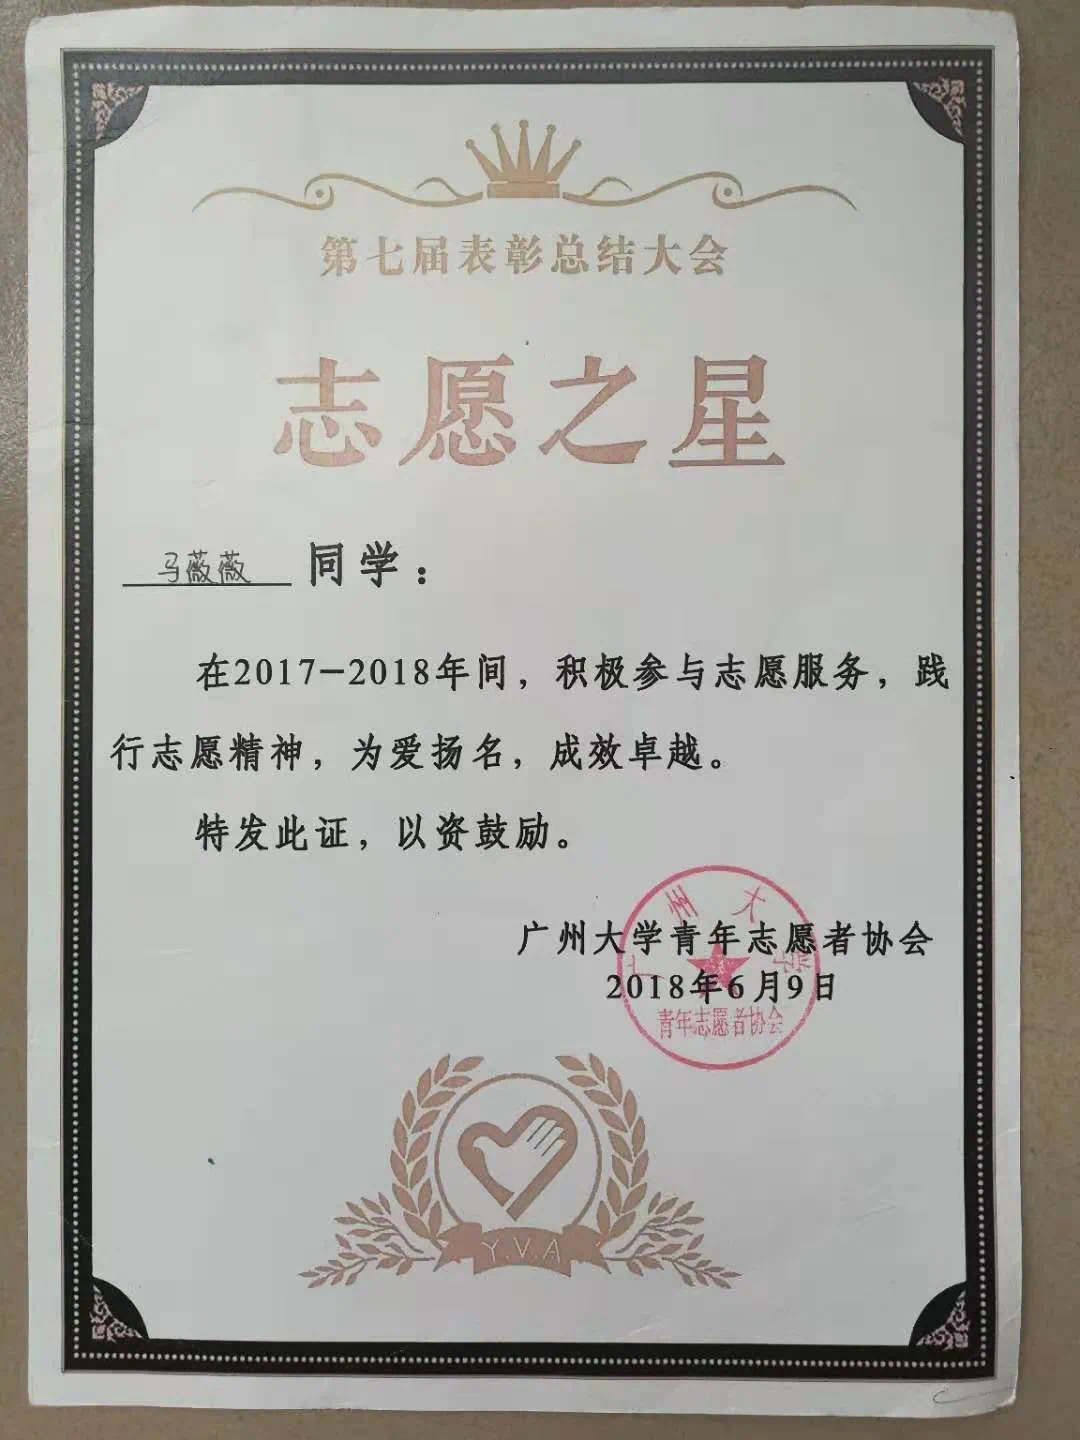 第七届表彰总结大会
志愿之星
马薇薇 同学：
在2017-2018年间，积极参与志愿服务，践
行志愿精神，为爱扬名，成效卓越。
特发此证，以资鼓励。
广州大学青年志愿者协会
2018年6月9日
广州大学
青年志愿者协会
Y.V.A